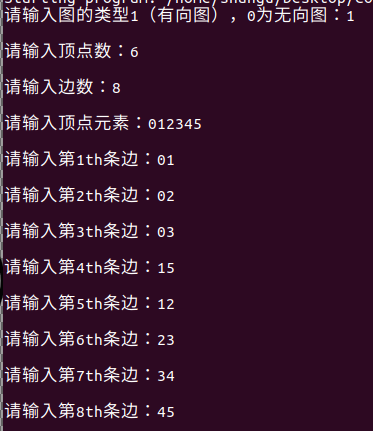 请输入图的类型1（有向图），0为无向图：1
请输入顶点数：6
请输入边数：8
请输入顶点元素：012345
请输入第1th条边：01
请输入第2th条边：02
请输入第3th条边：03
请输入第4th条边：15
请输入第5th条边：12
请输入第6th条边：23
请输入第7th条边：34
请输入第8th条边：45